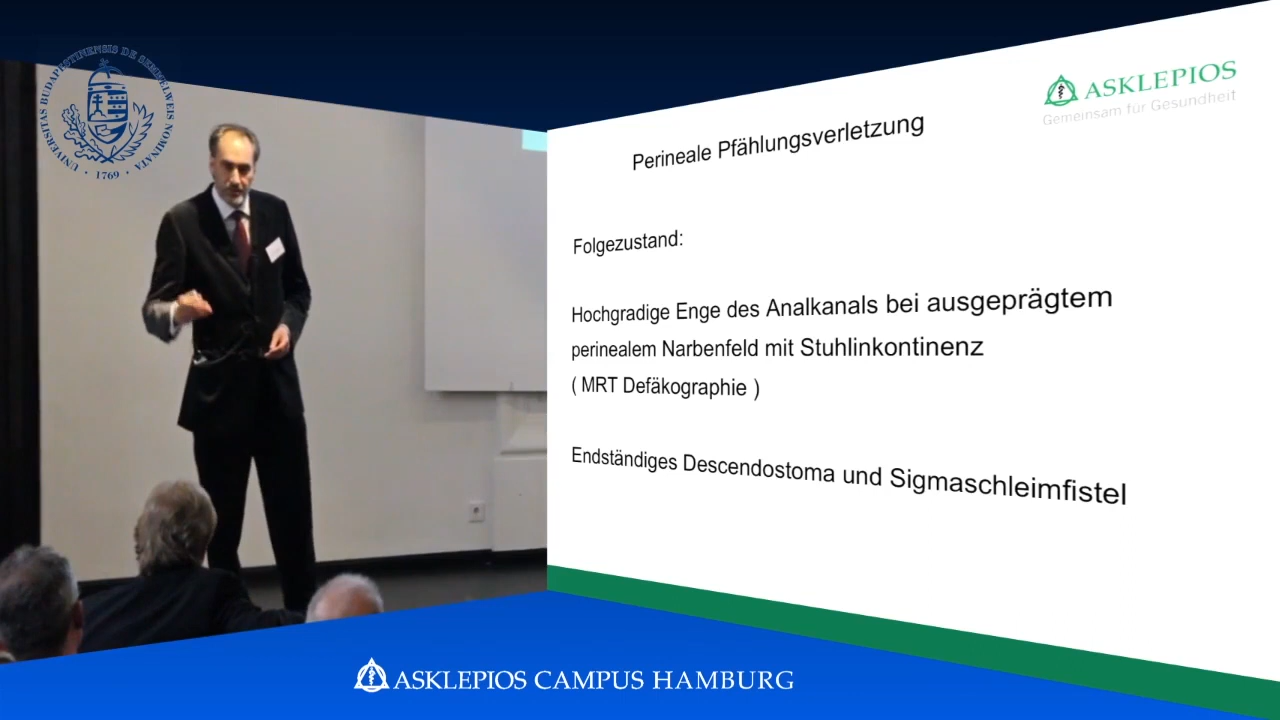 UNIVERSITAS BUDAPESTINENSIS DE SEMMELWEIS NOMINATA
· 1769 ·
ASKLEPIOS
Gemeinsam für Gesundheit
Perineale Pfählungsverletzung
Folgezustand:
Hochgradige Enge des Analkanals bei ausgeprägtem
perinealem Narbenfeld mit Stuhlinkontinenz
( MRT Defäkographie )
Endständiges Descendostoma und Sigmaschleimfistel
ASKLEPIOS CAMPUS HAMBURG